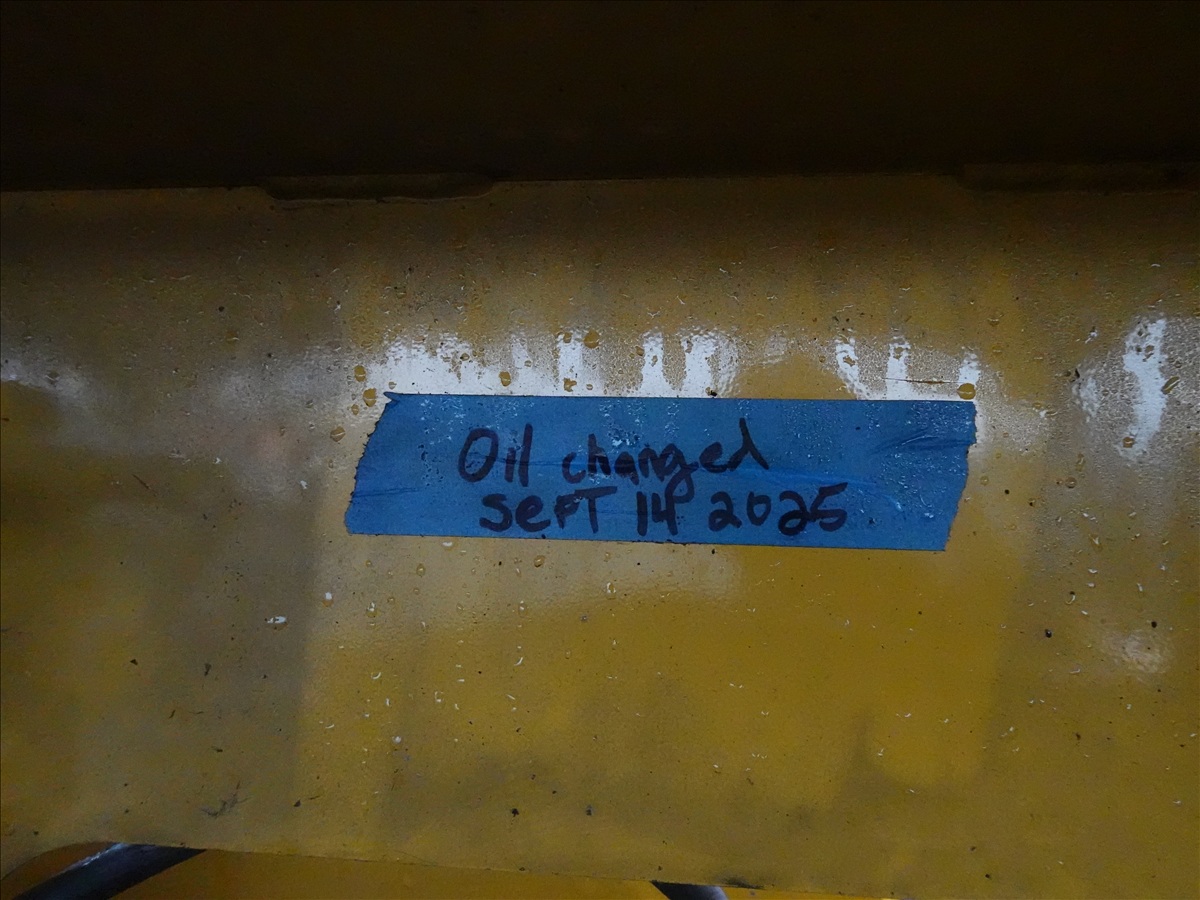 Oil changed
Sept 14 2025